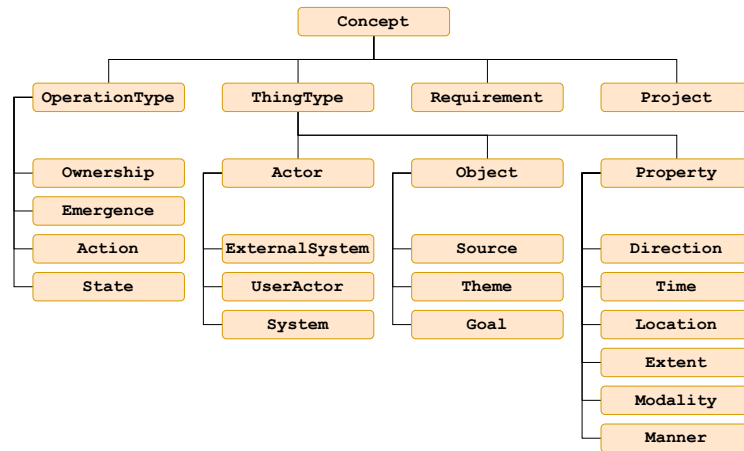 Concept
OperationType ThingType Requirement Project
Ownership Actor Object Property
Emergence
Action ExternalSystem Source Direction
State UserActor Theme Time
System Goal Location
Extent
Modality
Manner